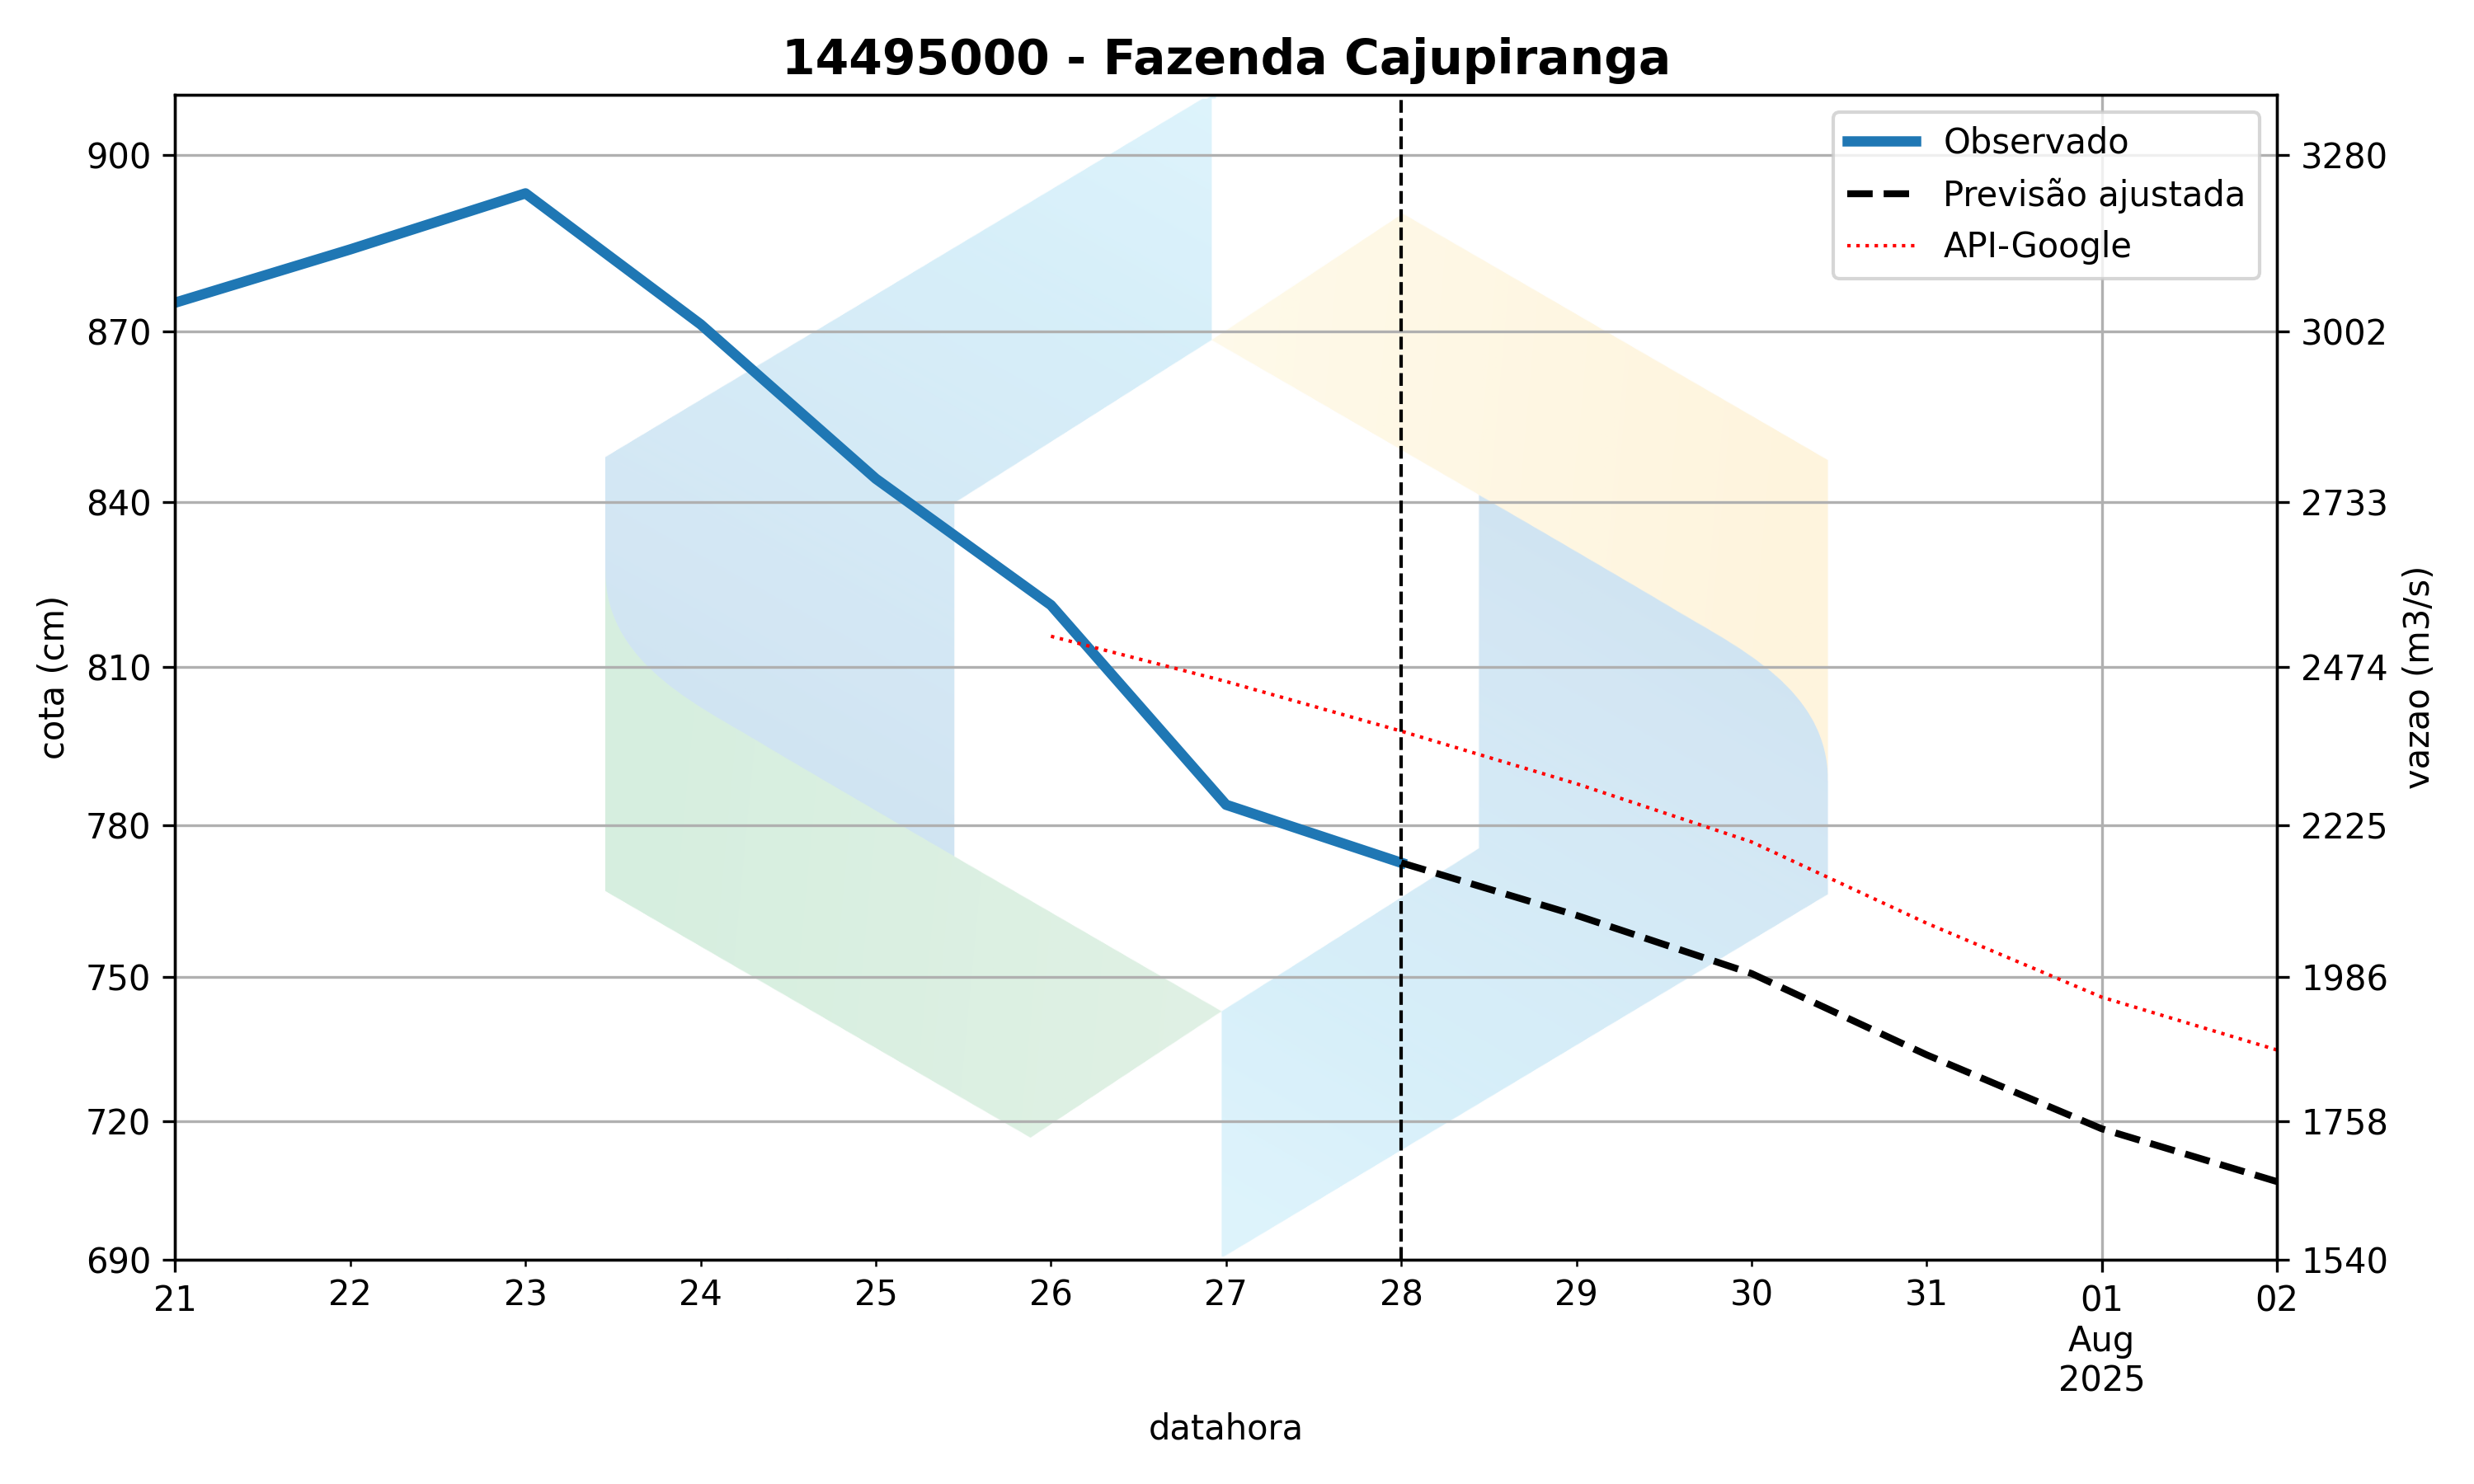 14495000 - Fazenda Cajupiranga
Observado
Previsão ajustada
API-Google
900
870
840
810
780
750
720
690
cota (cm)
3280
3002
2733
2474
2225
1986
1758
1540
vazao (m3/s)
21 22 23 24 25 26 27 28 29 30 31 01 02
Aug
2025
datahora